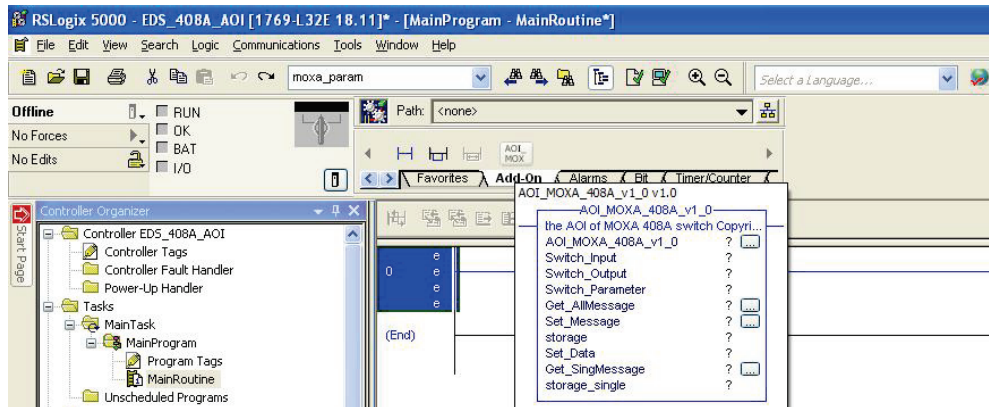 RSLogix 5000 - EDS_408A_AOI [1769-L32E 18.11]* - [MainProgram - MainRoutine*]
File Edit View Search Logic Communications Tools Window Help
moxa_param
Select a Language...
Offline
RUN
Path: <none>
No Forces
OK
No Edits
BAT
I/O
AOI_
MOX
Favorites Add-On Alarms Bit Timer/Counter
AOI_MOXA_408A_v1_0 v1.0
AOI_MOXA_408A_v1_0
the AOI of MOXA 408A switch Copyri...
AOI_MOXA_408A_v1_0 ? ...
Switch_Input ?
Switch_Output ?
Switch_Parameter ?
Get_AllMessage ? ...
Set_Message ? ...
storage ?
Set_Data ?
Get_SingMessage ? ...
storage_single ?
Start Page
Controller Organizer
Controller EDS_408A_AOI
Controller Tags
Controller Fault Handler
Power-Up Handler
Tasks
MainTask
MainProgram
Program Tags
MainRoutine
Unscheduled Programs
0
e
e
e
e
(End)